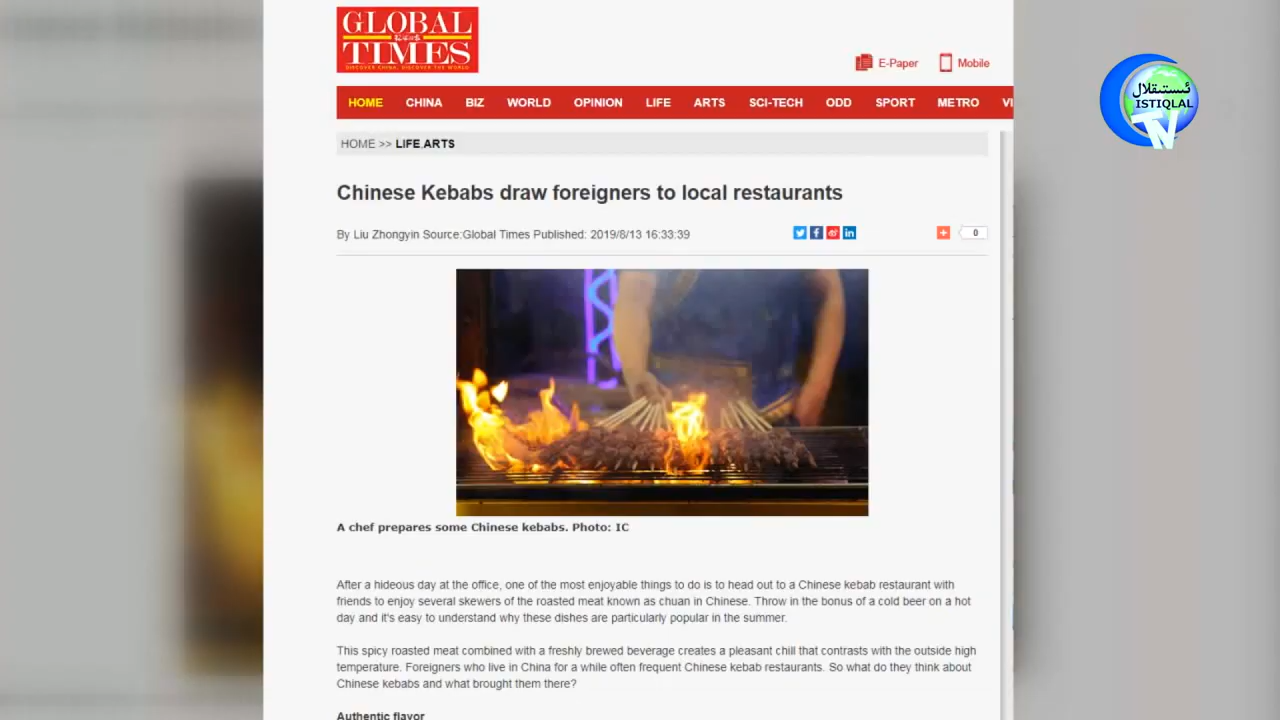 GLOBAL
TIMES
DISCOVER CHINA, DISCOVER THE WORLD
E-Paper
Mobile
ئىستىقلال
ISTIQLAL
TV
HOME CHINA BIZ WORLD OPINION LIFE ARTS SCI-TECH ODD SPORT METRO VI
HOME >> LIFE,ARTS
Chinese Kebabs draw foreigners to local restaurants
By Liu Zhongyin Source:Global Times Published: 2019/8/13 16:33:39
0
A chef prepares some Chinese kebabs. Photo: IC
After a hideous day at the office, one of the most enjoyable things to do is to head out to a Chinese kebab restaurant with
friends to enjoy several skewers of the roasted meat known as chuan in Chinese. Throw in the bonus of a cold beer on a hot
day and it's easy to understand why these dishes are particularly popular in the summer.
This spicy roasted meat combined with a freshly brewed beverage creates a pleasant chill that contrasts with the outside high
temperature. Foreigners who live in China for a while often frequent Chinese kebab restaurants. So what do they think about
Chinese kebabs and what brought them there?
Authentic flavor